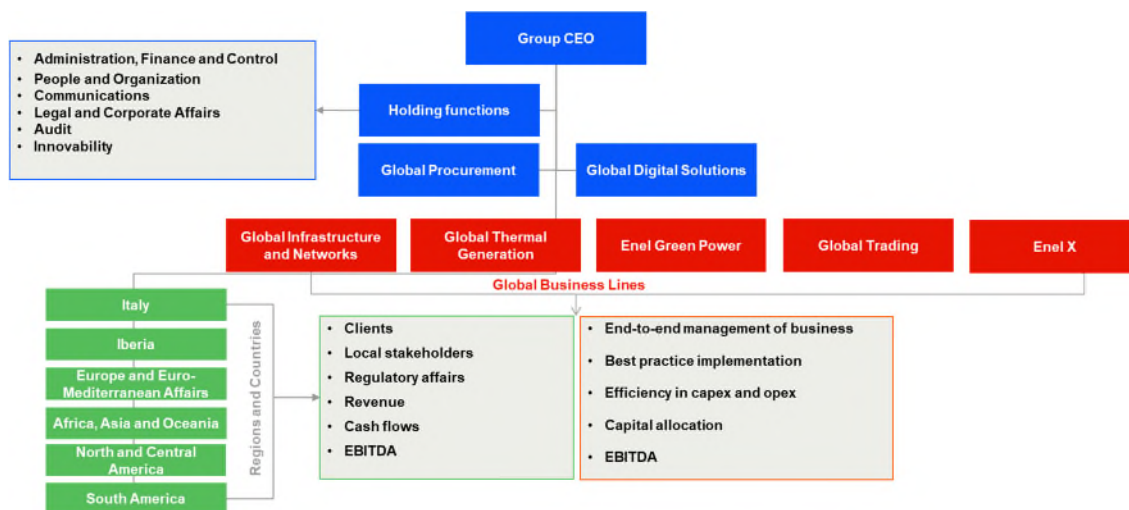 Group CEO
• Administration, Finance and Control
• People and Organization
• Communications
• Legal and Corporate Affairs
• Audit
• Innovability
Holding functions
Global Procurement
Global Digital Solutions
Global Infrastructure
and Networks
Global Thermal
Generation
Enel Green Power
Global Trading
Enel X
Global Business Lines
Italy
Iberia
Europe and Euro-
Mediterranean Affairs
Africa, Asia and Oceania
North and Central
America
South America
Regions and Countries
• Clients
• Local stakeholders
• Regulatory affairs
• Revenue
• Cash flows
• EBITDA
• End-to-end management of business
• Best practice implementation
• Efficiency in capex and opex
• Capital allocation
• EBITDA